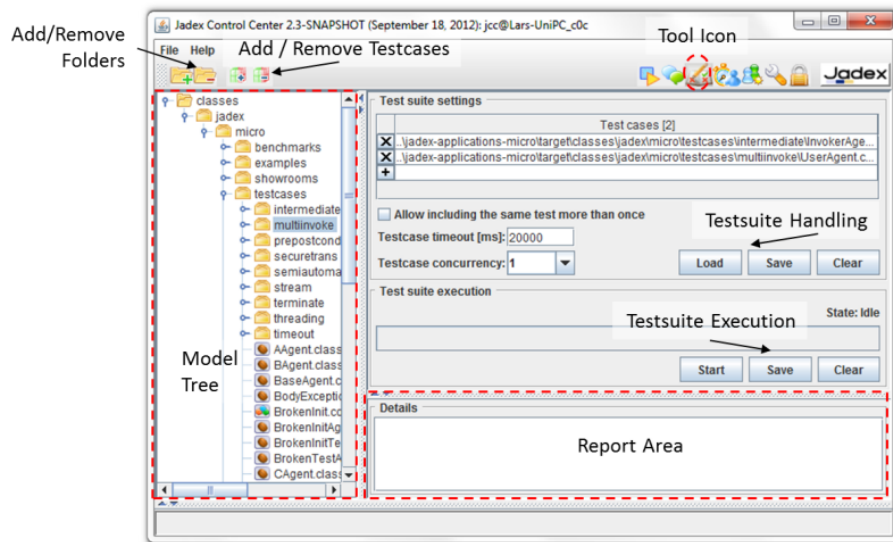 Jadex Control Center 2.3-SNAPSHOT (September 18, 2012): jcc@Lars-UniPC_c0c
Add/Remove
Folders
File Help
Add / Remove Testcases
Tool Icon
Jadex
classes
jadex
micro
benchmarks
examples
showrooms
testcases
intermediate
multiinvoke
prepostcond
securetrans
semiautoma
stream
terminate
threading
timeout
AAgent.class
BAgent.class
BaseAgent.c
BodyExceptio
BrokenInit.co
BrokenInitAg
BrokenInitTe
BrokenTestA
CAgent.class
Model
Tree
Test suite settings
Test cases [2]
..\jadex-applications-micro\target\classes\jadex\micro\testcases\intermediate\InvokerAge...
..\jadex-applications-micro\target\classes\jadex\micro\testcases\multiinvoke\UserAgent.c...
Allow including the same test more than once
Testcase timeout [ms]: 20000
Testcase concurrency: 1
Testsuite Handling
Load Save Clear
Test suite execution
State: Idle
Testsuite Execution
Start Save Clear
Details
Report Area